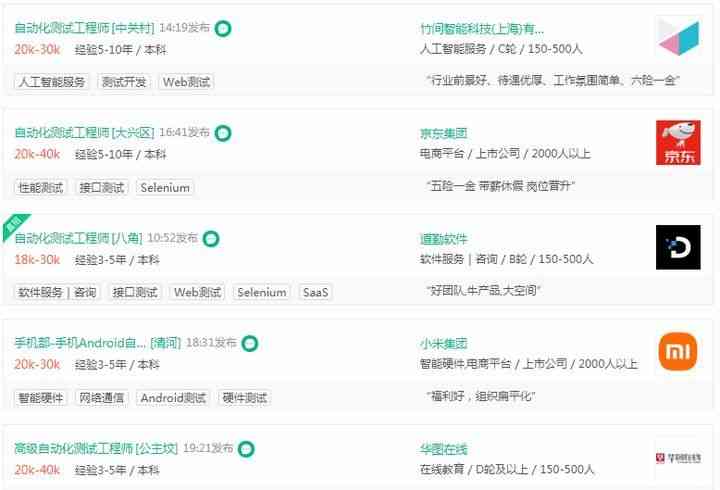 自动化测试工程师 [中关村] 14:19发布
竹间智能科技(上海)有...
20k-30k 经验5-10年 / 本科
人工智能服务 / C轮 / 150-500人
人工智能服务 测试开发 Web测试
“行业前景好、待遇优厚、工作氛围简单、六险一金”
自动化测试工程师 [大兴区] 16:41发布
京东集团
20k-40k 经验5-10年 / 本科
电商平台 / 上市公司 / 2000人以上
京东
性能测试 接口测试 Selenium
“五险一金 带薪休假 岗位晋升”
自动化测试工程师 [八角] 10:52发布
道勤软件
18k-30k 经验3-5年 / 本科
软件服务 | 咨询 / B轮 / 150-500人
软件服务 | 咨询 接口测试 Web测试 Selenium SaaS
“好团队,牛产品,大空间”
手机部-手机Android自... [清河] 18:31发布
小米集团
20k-30k 经验3-5年 / 本科
智能硬件,电商平台 / 上市公司 / 2000人以上
智能硬件 网络通信 Android测试 硬件测试
“福利好，组织扁平化”
高级自动化测试工程师 [公主坟] 19:21发布
华图在线
20k-40k 经验3-5年 / 本科
在线教育 / D轮及以上 / 150-500人